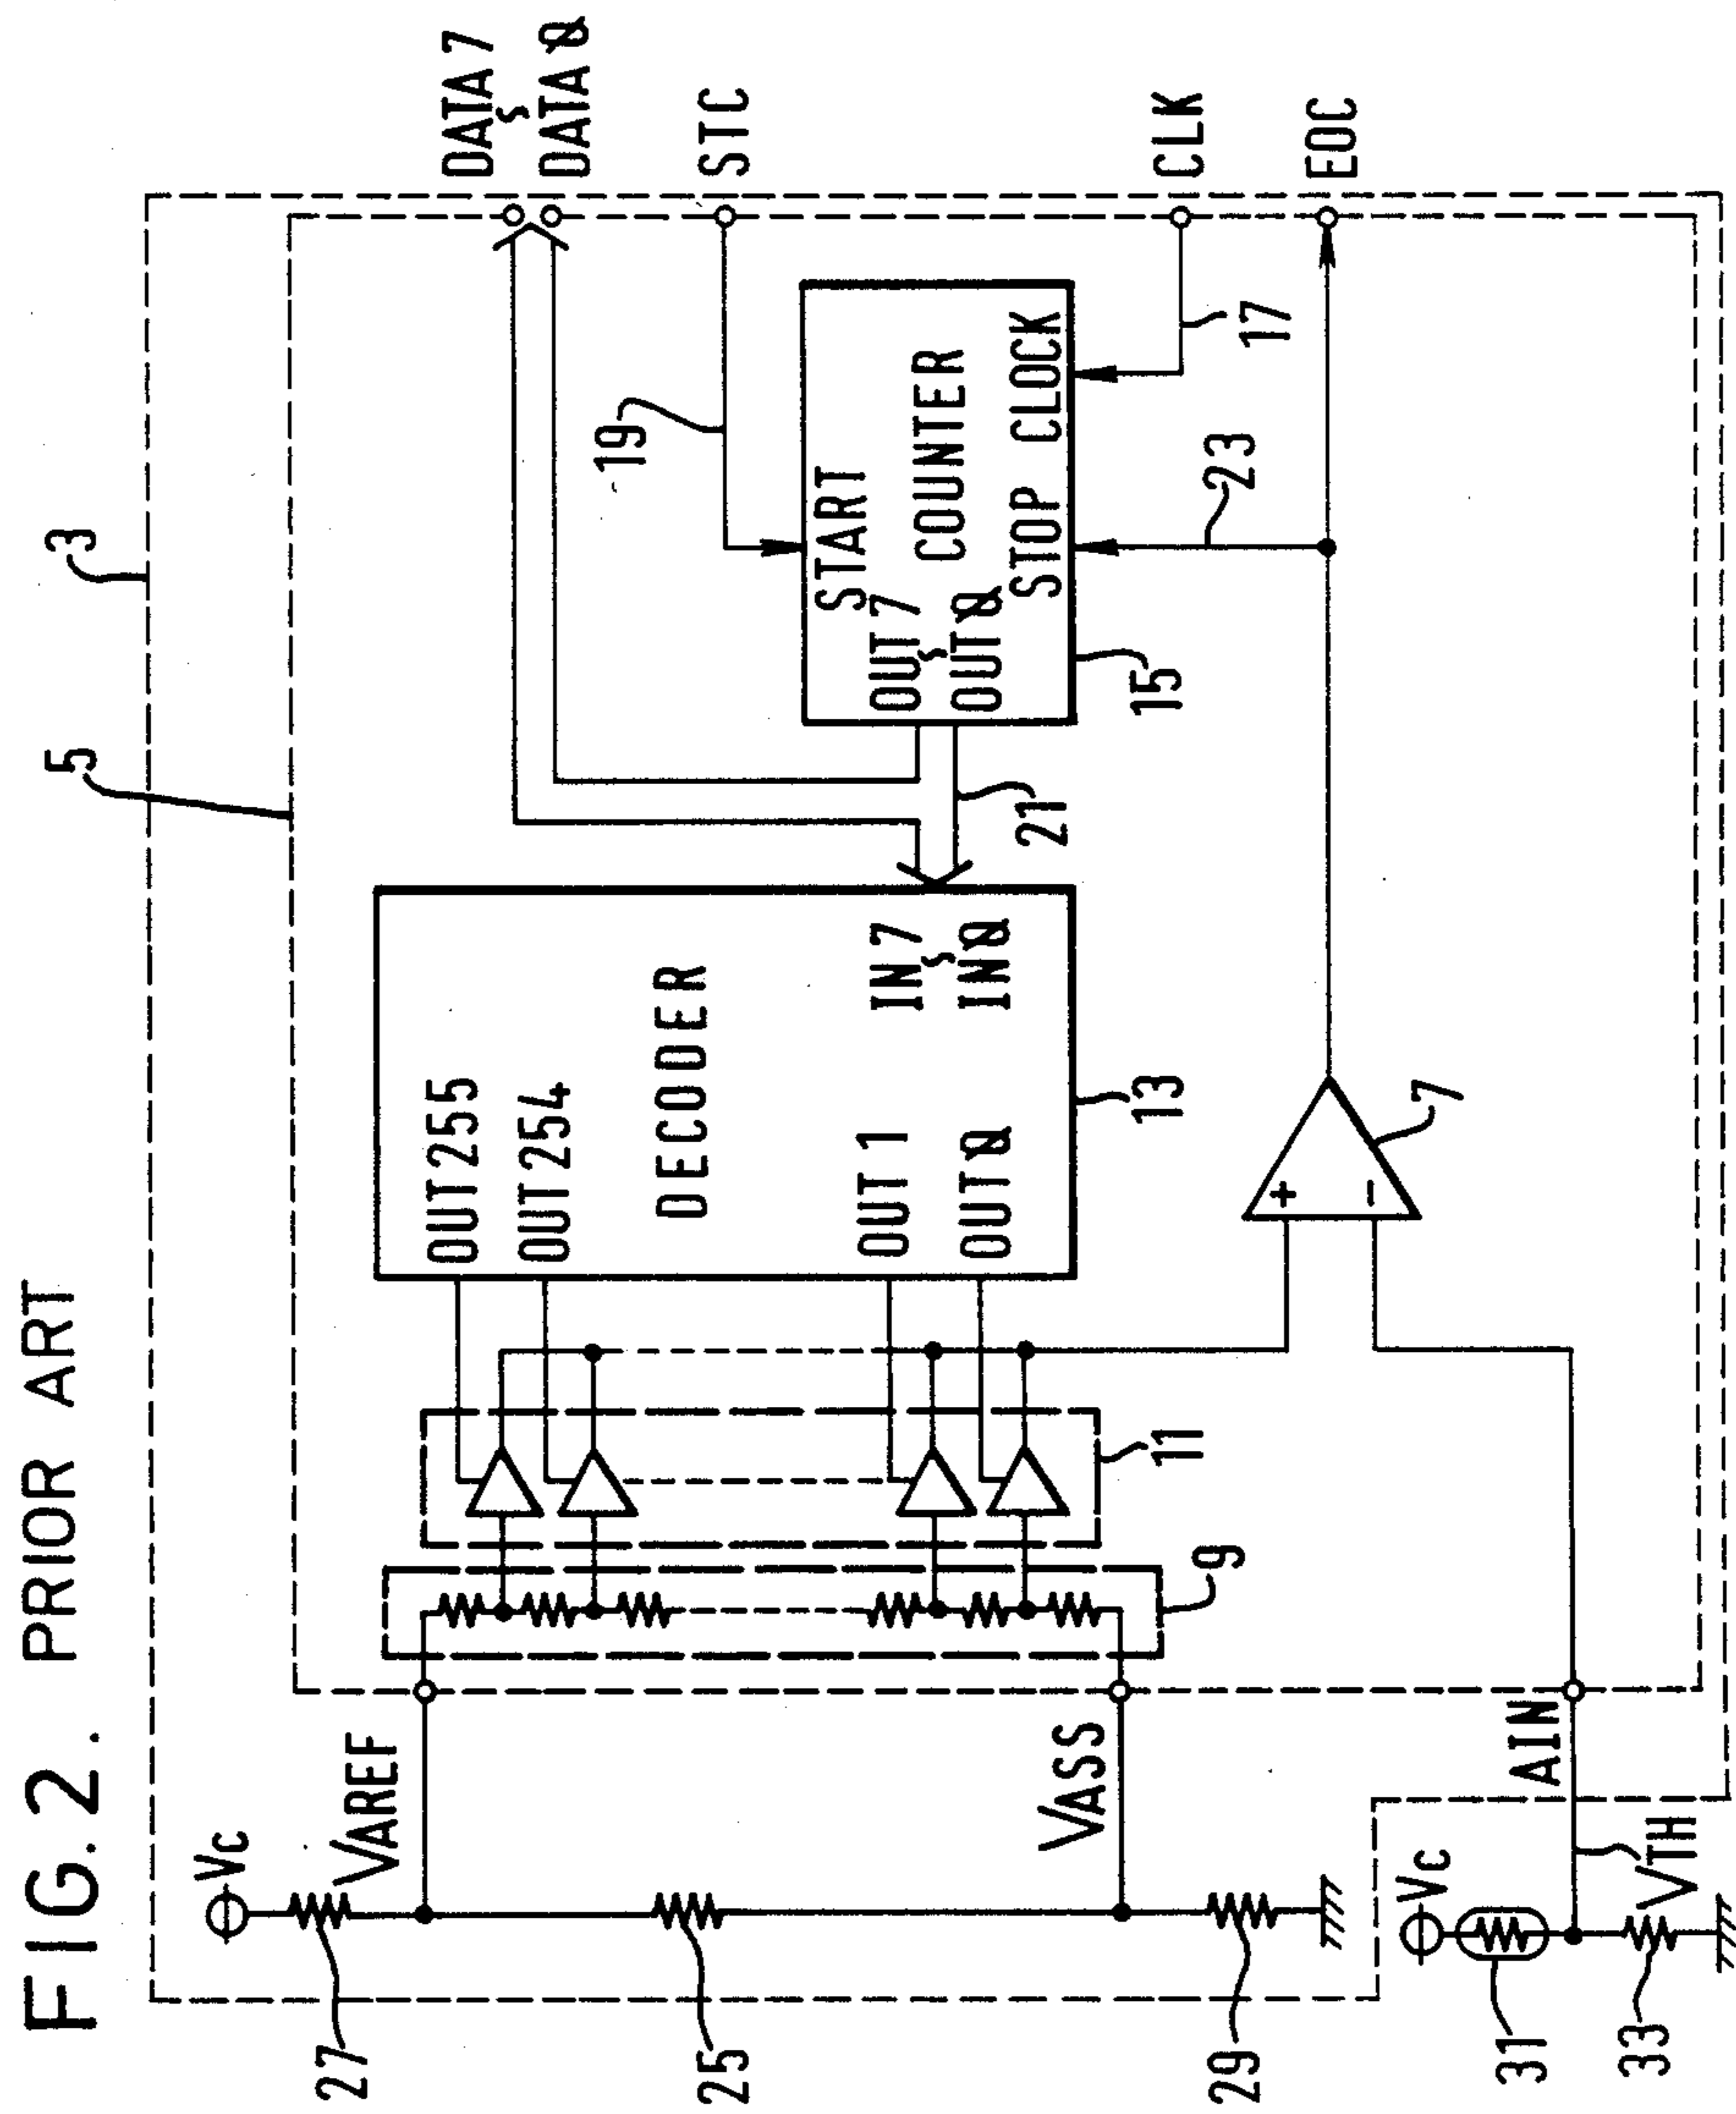 FIG. 2. PRIOR ART
3
5
DATA 7
∫
DATA 0
STC
CLK
EOC
19
17
23
START
OUT 7
∫
OUT 0
COUNTER
STOP CLOCK
15
21
OUT 255
OUT 254
DECODER
IN 7
∫
IN 0
OUT 1
OUT 0
13
7
+
−
11
9
Vc
VAREF
VASS
AIN
Vc
VTH
27
25
29
31
33